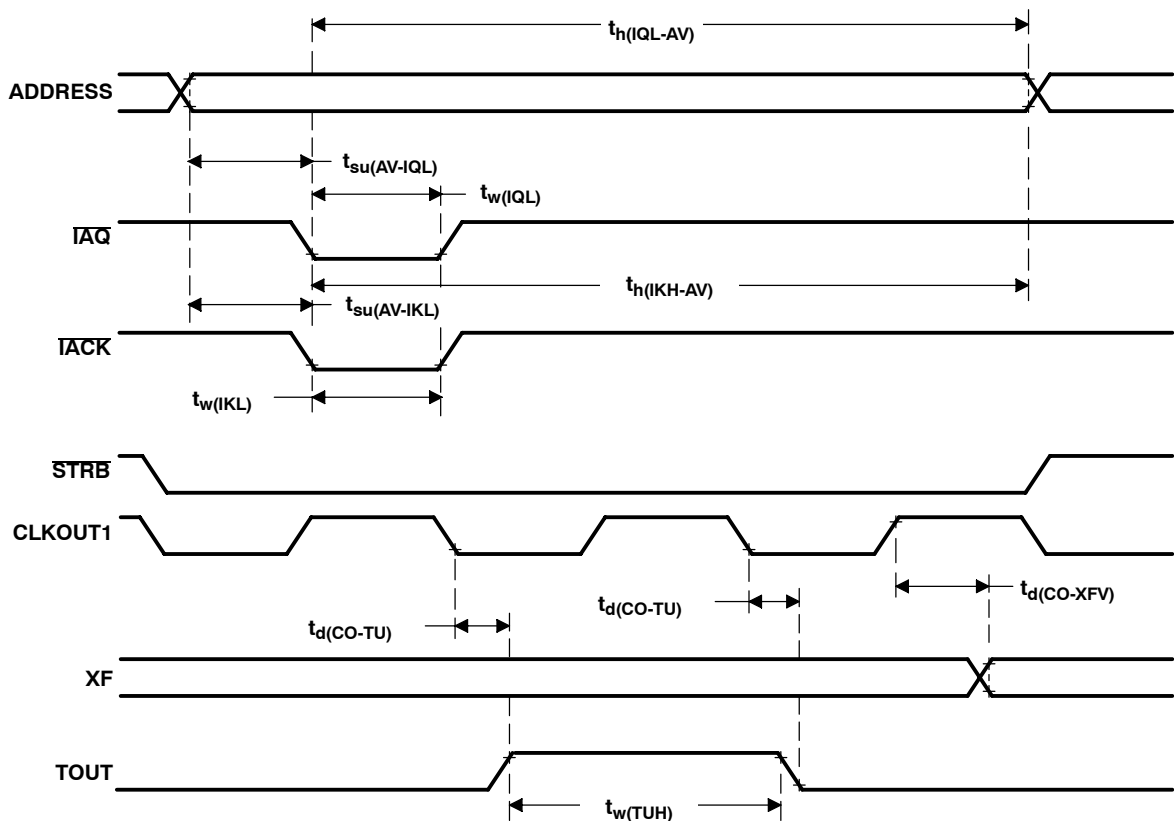 th(IQL-AV)
ADDRESS
tsu(AV-IQL)
tw(IQL)
IAQ
th(IKH-AV)
tsu(AV-IKL)
IACK
tw(IKL)
STRB
CLKOUT1
td(CO-TU)
td(CO-TU)
td(CO-XFV)
XF
TOUT
tw(TUH)